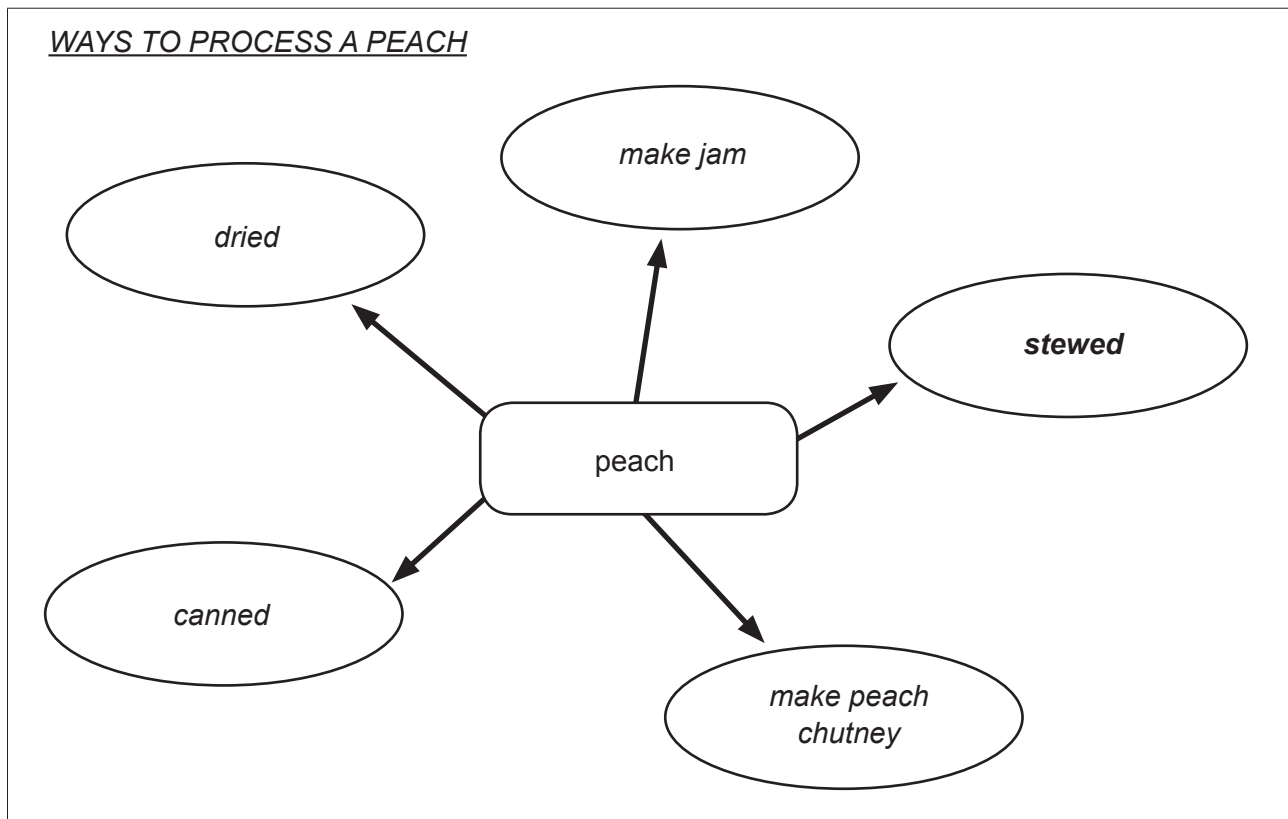 WAYS TO PROCESS A PEACH
make jam
dried
stewed
peach
canned
make peach
chutney